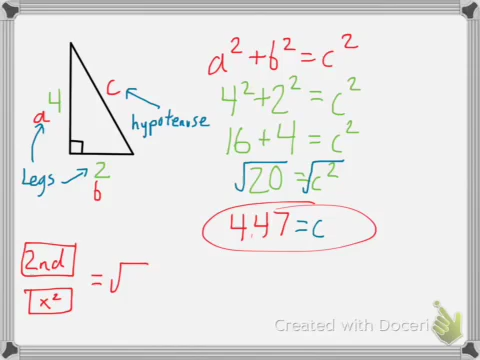 a² + b² = c²
4² + 2² = c²
16 + 4 = c²
√20 = √c²
4.47 = c
4
a
c
hypotenuse
Legs
2
b
2nd
x²
= √
Created with Doceri